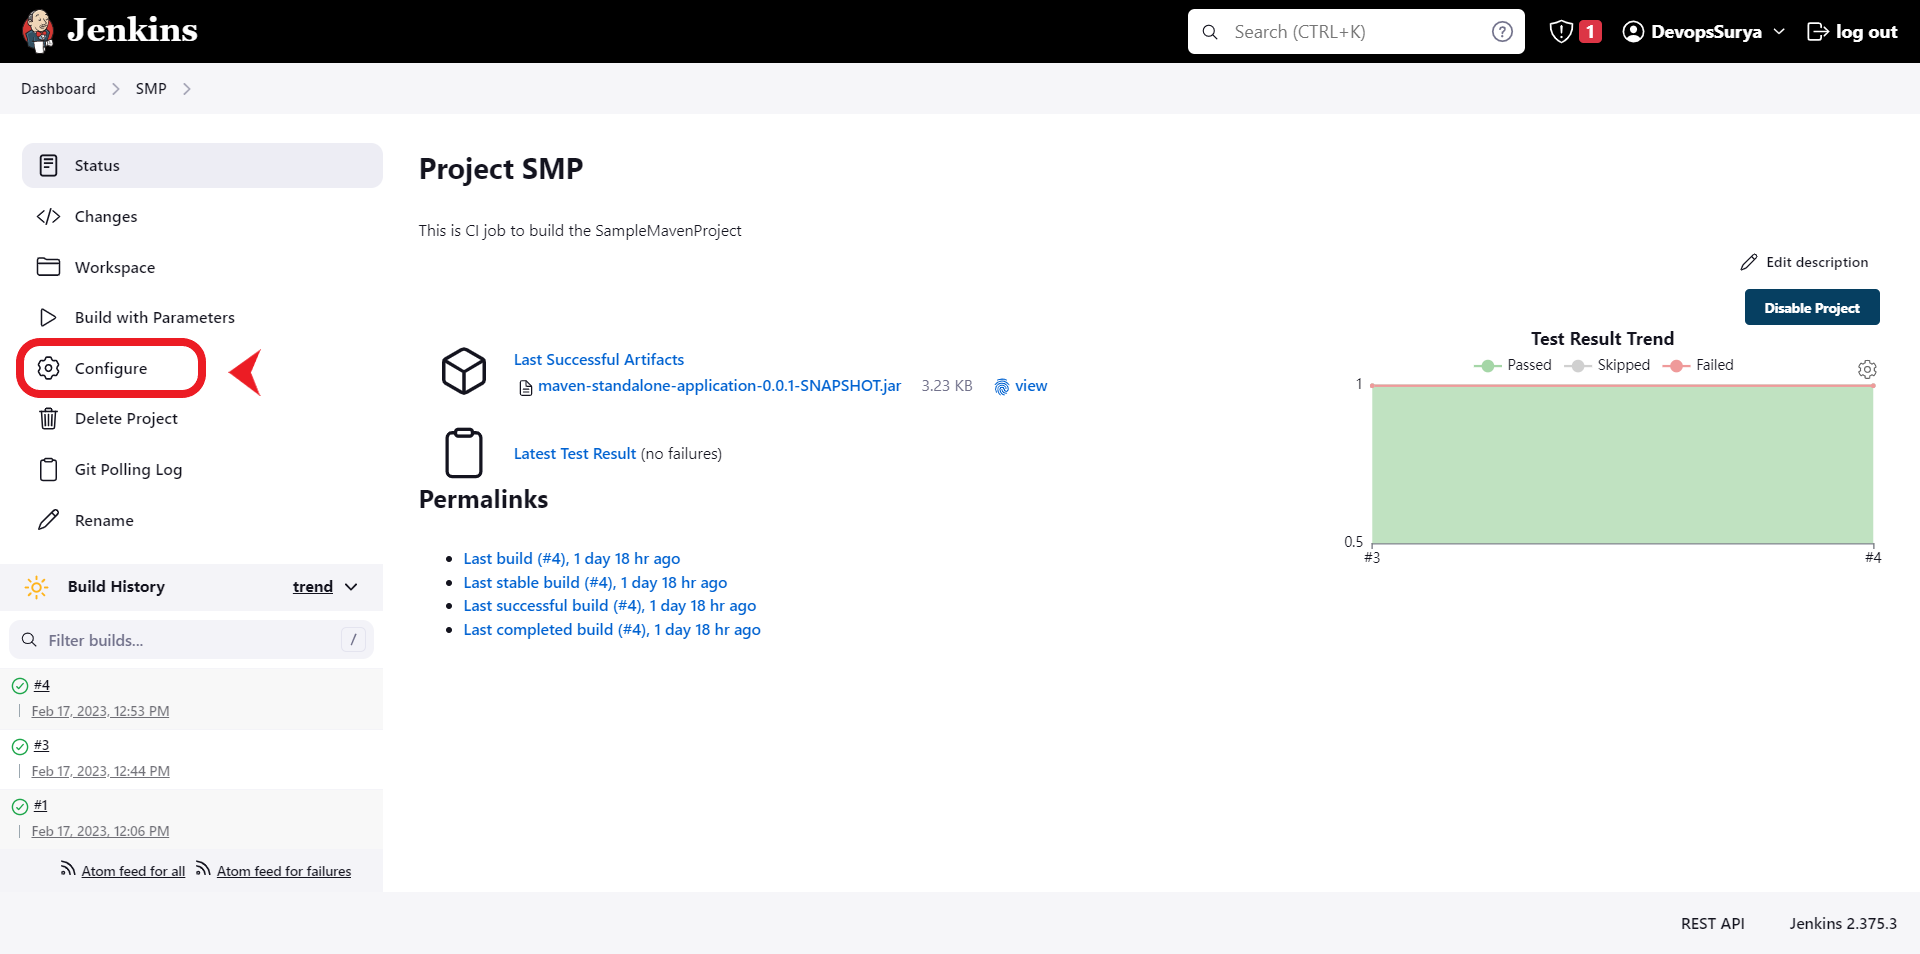 Jenkins
Search (CTRL+K)
1
DevopsSurya
log out
Dashboard
SMP
Status
Changes
Workspace
Build with Parameters
Configure
Delete Project
Git Polling Log
Rename
Build History
trend
Filter builds...
/
#4
Feb 17, 2023, 12:53 PM
#3
Feb 17, 2023, 12:44 PM
#1
Feb 17, 2023, 12:06 PM
Atom feed for all
Atom feed for failures
Project SMP
This is CI job to build the SampleMavenProject
Edit description
Disable Project
Last Successful Artifacts
maven-standalone-application-0.0.1-SNAPSHOT.jar 3.23 KB view
Latest Test Result (no failures)
Permalinks
Last build (#4), 1 day 18 hr ago
Last stable build (#4), 1 day 18 hr ago
Last successful build (#4), 1 day 18 hr ago
Last completed build (#4), 1 day 18 hr ago
Test Result Trend
Passed Skipped Failed
1
0.5
#3 #4
REST API
Jenkins 2.375.3